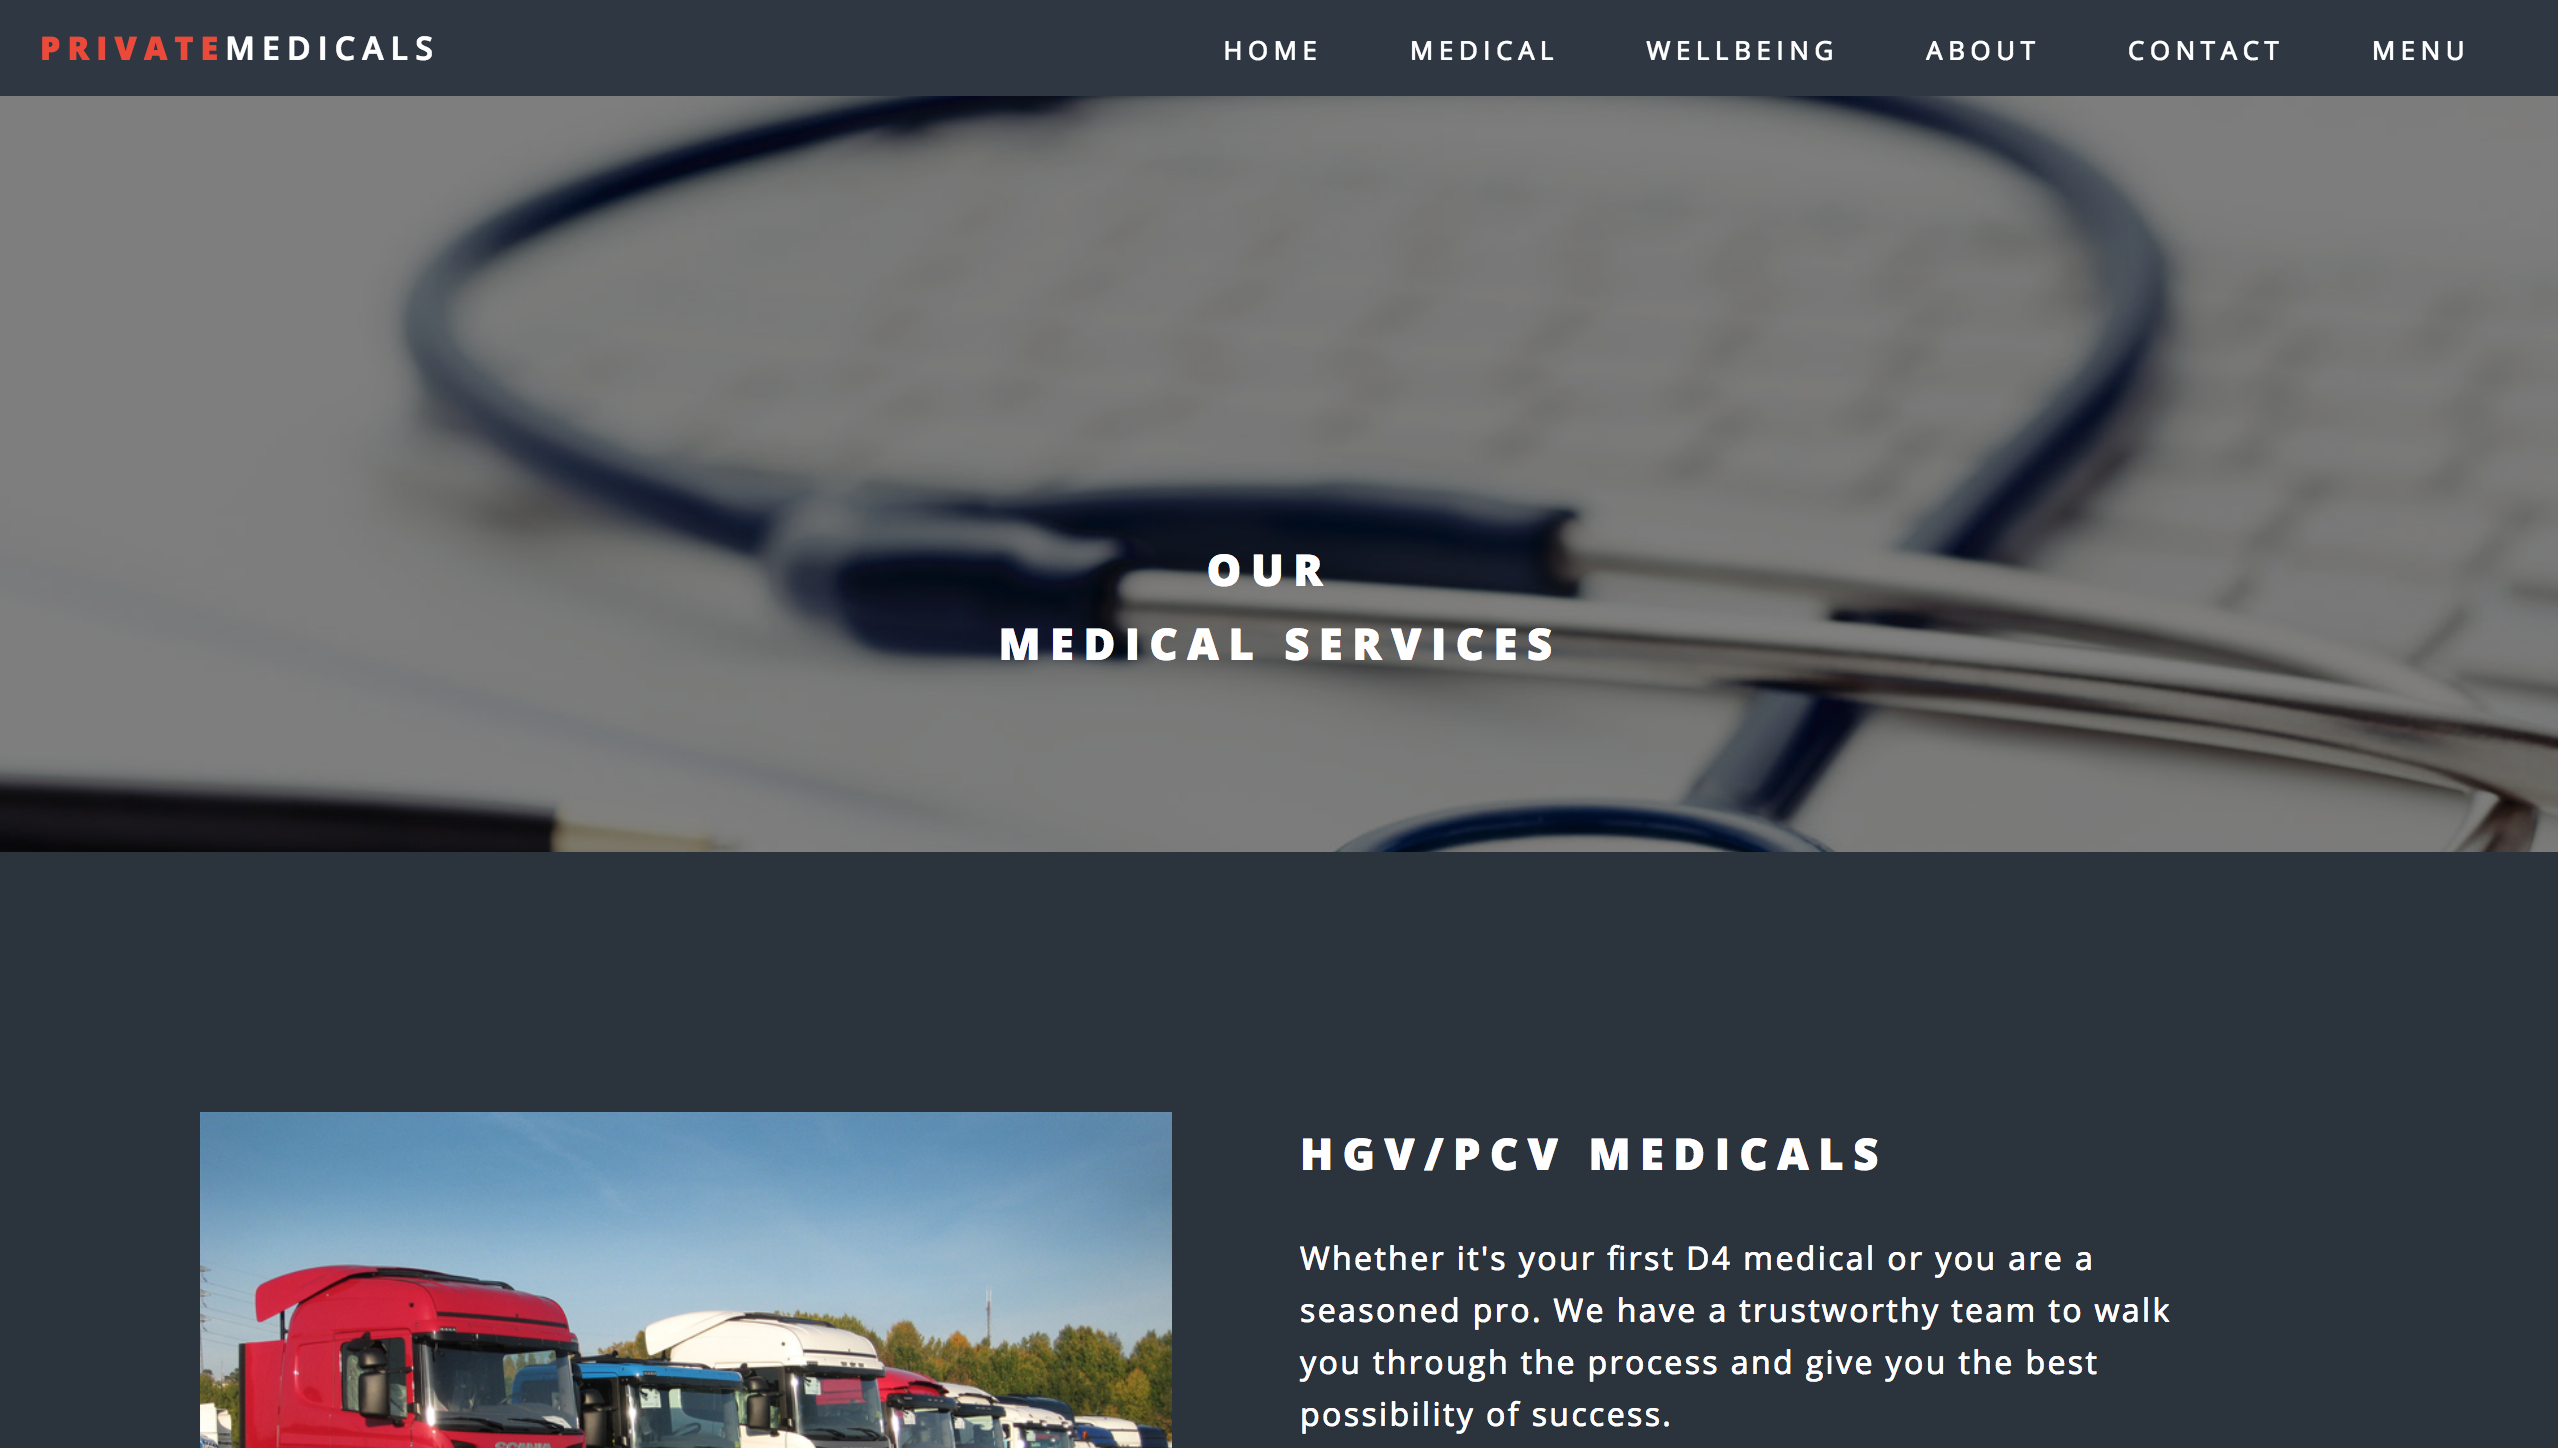 PRIVATEMEDICALS
HOME MEDICAL WELLBEING ABOUT CONTACT MENU
OUR
MEDICAL SERVICES
HGV/PCV MEDICALS
Whether it's your first D4 medical or you are a
seasoned pro. We have a trustworthy team to walk
you through the process and give you the best
possibility of success.
SCANIA